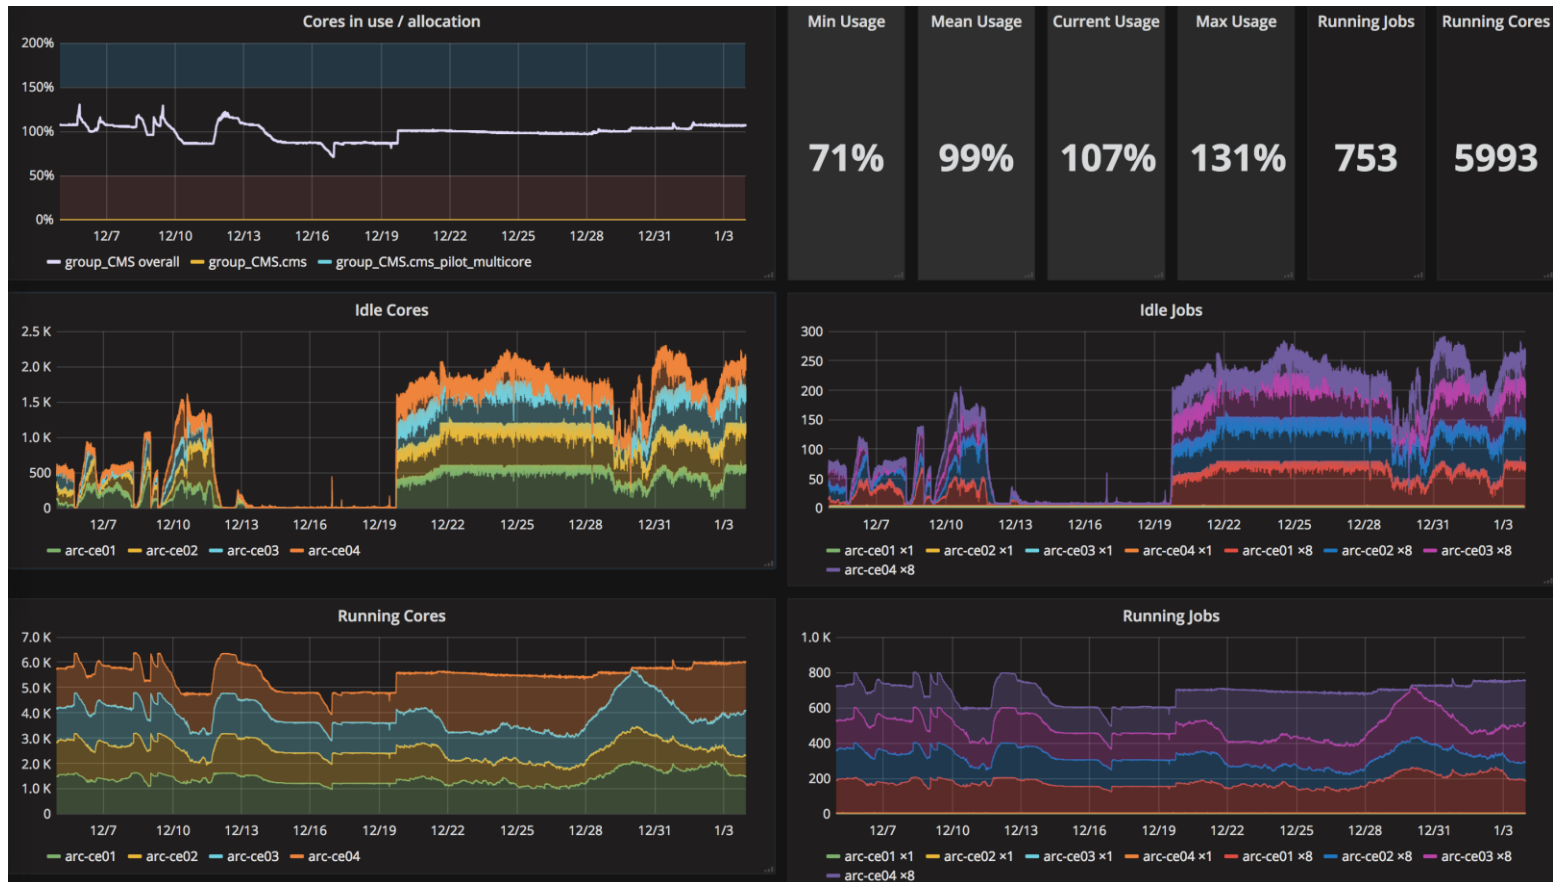 Cores in use / allocation
200%
150%
100%
50%
0%
12/7 12/10 12/13 12/16 12/19 12/22 12/25 12/28 12/31 1/3
group_CMS overall group_CMS.cms group_CMS.cms_pilot_multicore
Min Usage
71%
Mean Usage
99%
Current Usage
107%
Max Usage
131%
Running Jobs
753
Running Cores
5993
Idle Cores
2.5 K
2.0 K
1.5 K
1.0 K
500
0
12/7 12/10 12/13 12/16 12/19 12/22 12/25 12/28 12/31 1/3
arc-ce01 arc-ce02 arc-ce03 arc-ce04
Idle Jobs
300
250
200
150
100
50
0
12/7 12/10 12/13 12/16 12/19 12/22 12/25 12/28 12/31 1/3
arc-ce01 ×1 arc-ce02 ×1 arc-ce03 ×1 arc-ce04 ×1 arc-ce01 ×8 arc-ce02 ×8 arc-ce03 ×8
arc-ce04 ×8
Running Cores
7.0 K
6.0 K
5.0 K
4.0 K
3.0 K
2.0 K
1.0 K
0
12/7 12/10 12/13 12/16 12/19 12/22 12/25 12/28 12/31 1/3
arc-ce01 arc-ce02 arc-ce03 arc-ce04
Running Jobs
1.0 K
800
600
400
200
0
12/7 12/10 12/13 12/16 12/19 12/22 12/25 12/28 12/31 1/3
arc-ce01 ×1 arc-ce02 ×1 arc-ce03 ×1 arc-ce04 ×1 arc-ce01 ×8 arc-ce02 ×8 arc-ce03 ×8
arc-ce04 ×8